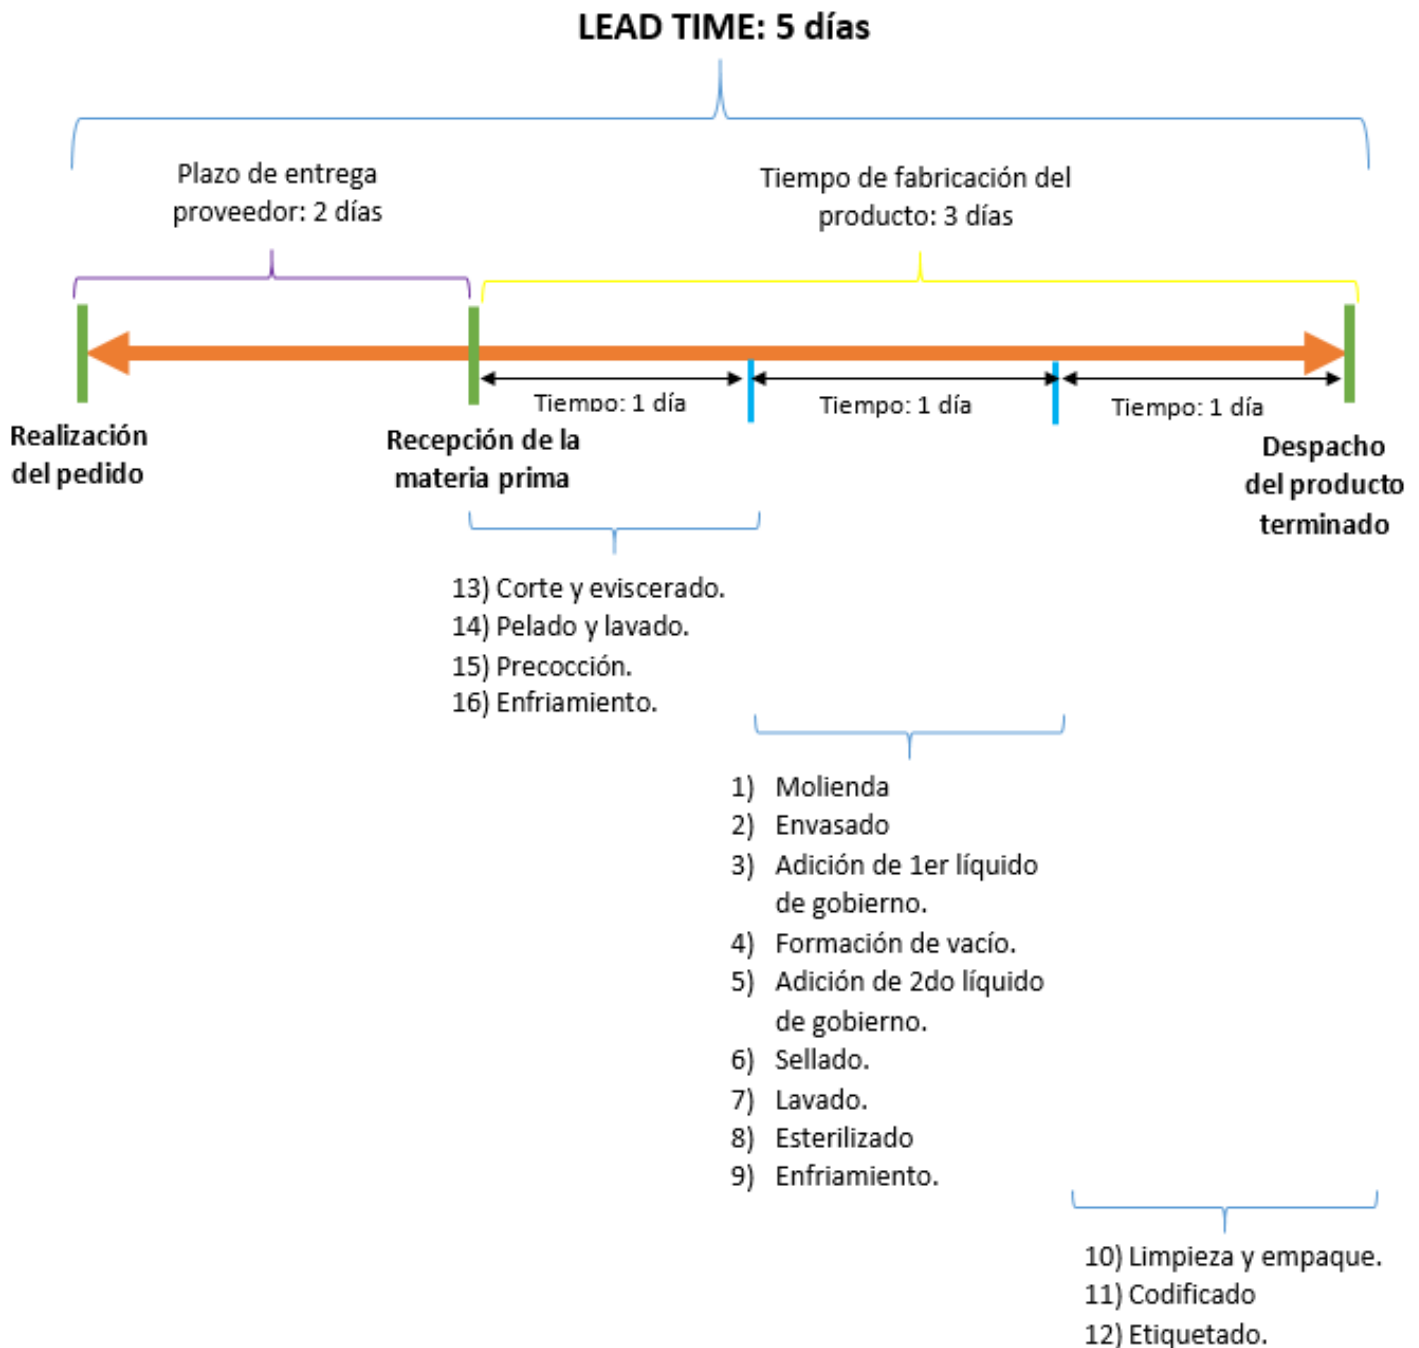 LEAD TIME: 5 días
Plazo de entrega
proveedor: 2 días
Tiempo de fabricación del
producto: 3 días
Tiempo: 1 día
Tiempo: 1 día
Tiempo: 1 día
Realización
del pedido
Recepción de la
materia prima
Despacho
del producto
terminado
13) Corte y eviscerado.
14) Pelado y lavado.
15) Precocción.
16) Enfriamiento.
1) Molienda
2) Envasado
3) Adición de 1er líquido
de gobierno.
4) Formación de vacío.
5) Adición de 2do líquido
de gobierno.
6) Sellado.
7) Lavado.
8) Esterilizado
9) Enfriamiento.
10) Limpieza y empaque.
11) Codificado
12) Etiquetado.